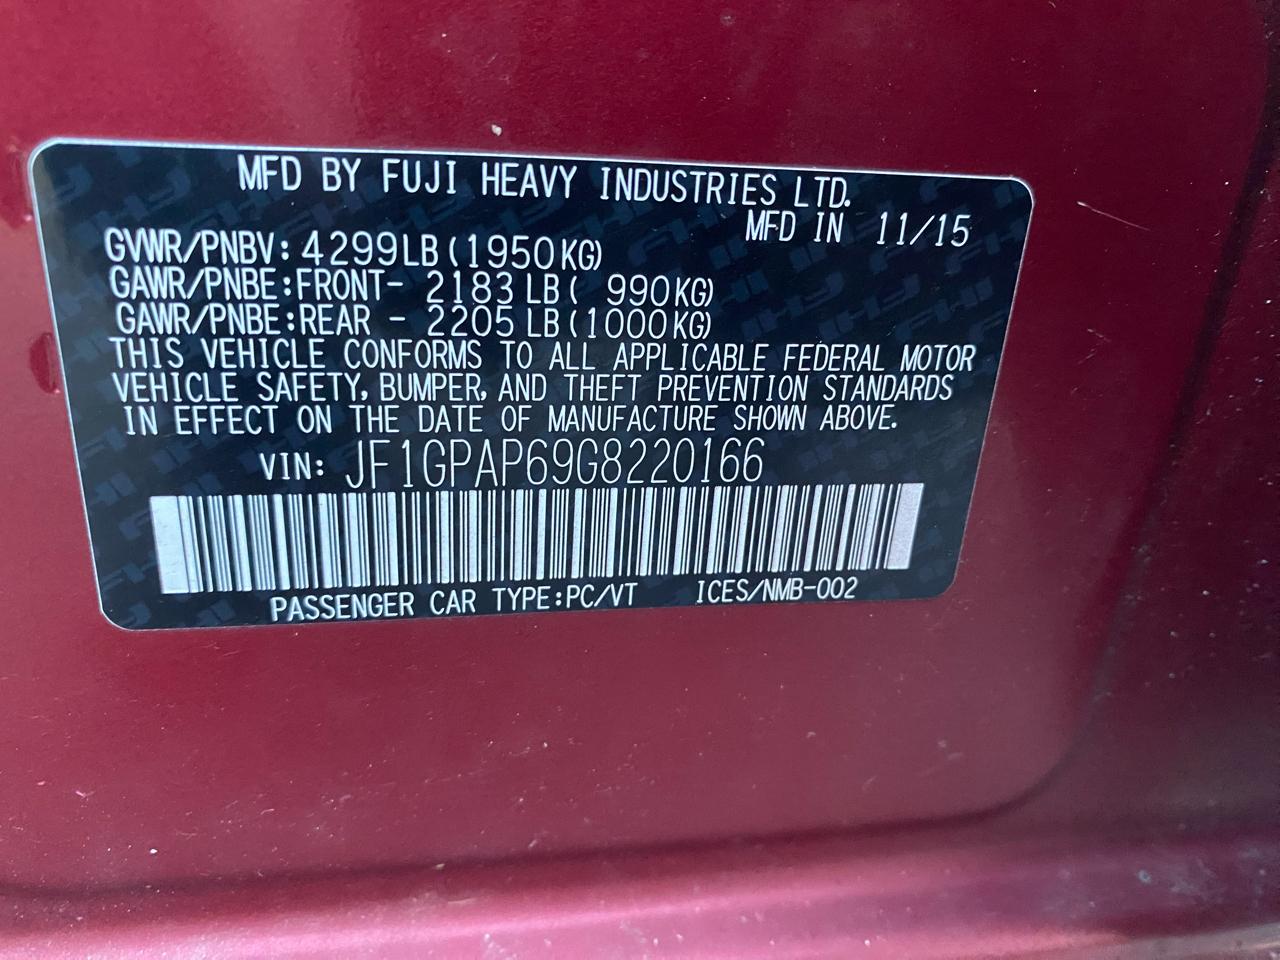 MFD BY FUJI HEAVY INDUSTRIES LTD.
MFD IN 11/15
GVWR/PNBV: 4299LB (1950KG)
GAWR/PNBE: FRONT- 2183 LB ( 990KG)
GAWR/PNBE: REAR - 2205 LB (1000KG)
THIS VEHICLE CONFORMS TO ALL APPLICABLE FEDERAL MOTOR
VEHICLE SAFETY, BUMPER, AND THEFT PREVENTION STANDARDS
IN EFFECT ON THE DATE OF MANUFACTURE SHOWN ABOVE.
VIN: JF1GPAP69G8220166
PASSENGER CAR TYPE:PC/VT ICES/NMB-002